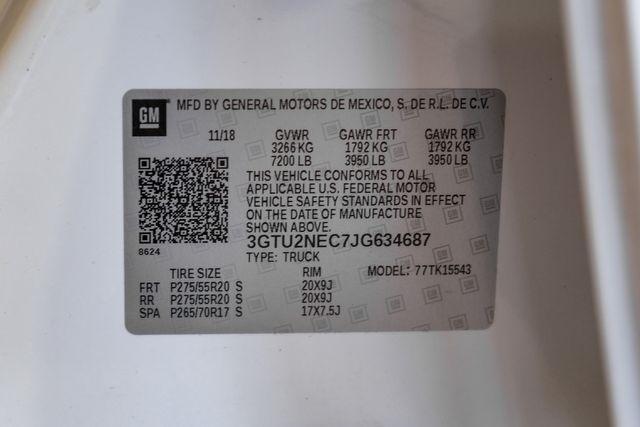 GM MFD BY GENERAL MOTORS DE MEXICO, S. DE R.L. DE C.V.
11/18 GVWR GAWR FRT GAWR RR
3266 KG 1792 KG 1792 KG
7200 LB 3950 LB 3950 LB
THIS VEHICLE CONFORMS TO ALL
APPLICABLE U.S. FEDERAL MOTOR
VEHICLE SAFETY STANDARDS IN EFFECT
ON THE DATE OF MANUFACTURE
SHOWN ABOVE.
3GTU2NEC7JG634687
8624
TYPE: TRUCK
TIRE SIZE RIM MODEL: 77TK15543
FRT P275/55R20 S 20X9J
RR P275/55R20 S 20X9J
SPA P265/70R17 S 17X7.5J